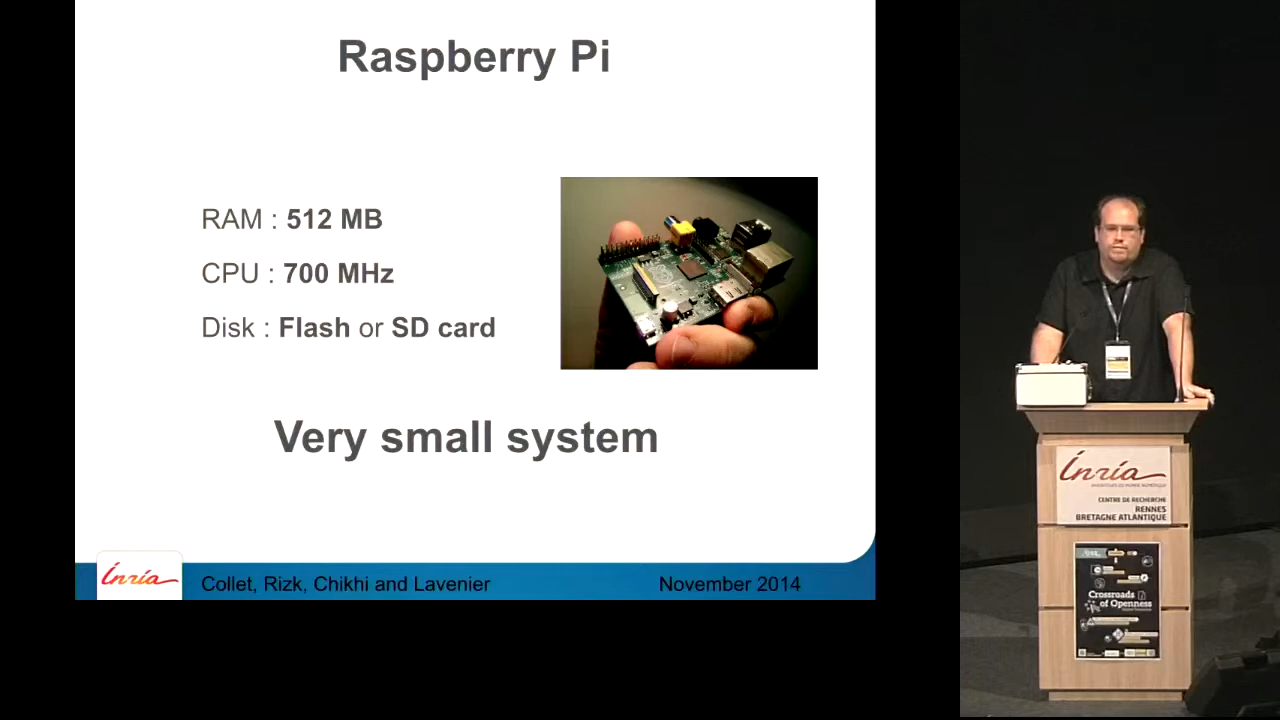 Raspberry Pi
RAM : 512 MB
CPU : 700 MHz
Disk : Flash or SD card
Very small system
Inria
Collet, Rizk, Chikhi and Lavenier
November 2014
Inria
CENTRE DE RECHERCHE
RENNES
BRETAGNE ATLANTIQUE
Crossroads
of Openness